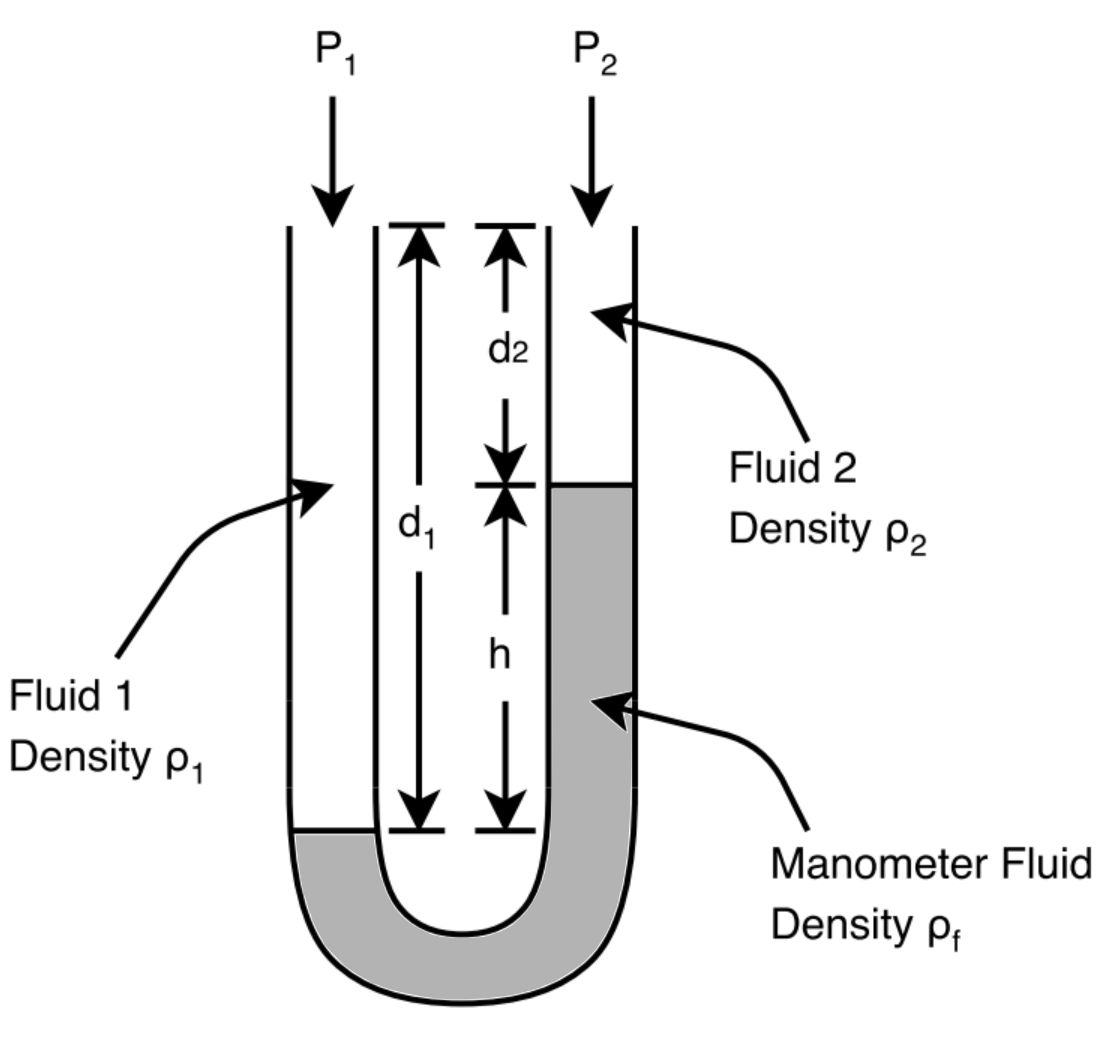 P₁
P₂
d₂
d₁
h
Fluid 2
Density ρ₂
Fluid 1
Density ρ₁
Manometer Fluid
Density ρf